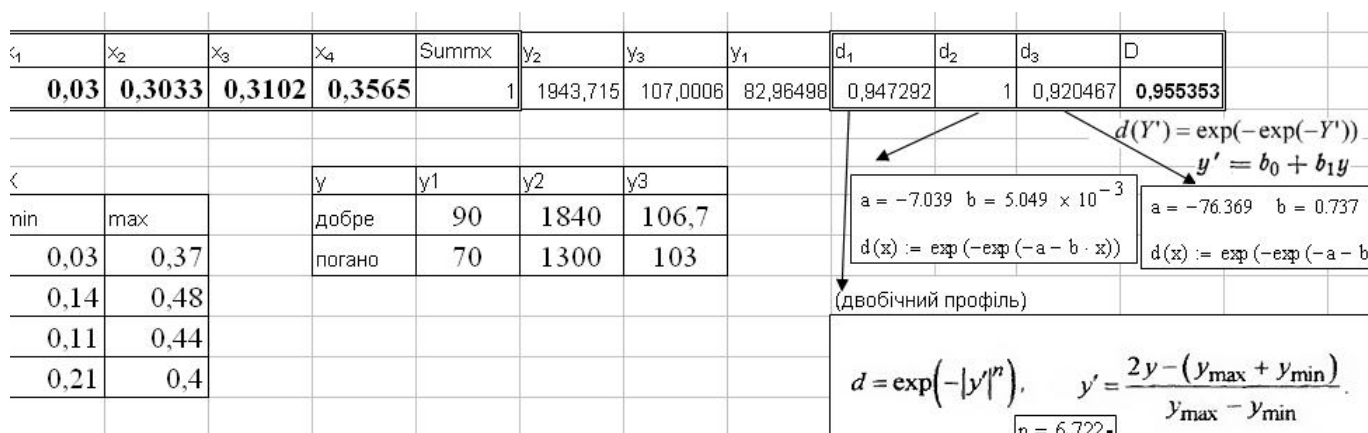 x₂ x₃ x₄ Summx y₂ y₃ y₁ d₁ d₂ d₃ D
0,03 0,3033 0,3102 0,3565 1 1943,715 107,0006 82,96498 0,947292 1 0,920467 0,955353
d(Y') = exp(−exp(−Y'))
y' = b₀ + b₁y
a = −7.039 b = 5.049 × 10⁻³
d(x) := exp(−exp(−a − b · x))
a = −76.369 b = 0.737
d(x) := exp(−exp(−a − b
y y1 y2 y3
добре 90 1840 106,7
погано 70 1300 103
min max
0,03 0,37
0,14 0,48
0,11 0,44
0,21 0,4
(двобічний профіль)
d = exp(−|y'|ⁿ), y' = (2y − (y_max + y_min)) / (y_max − y_min).
n = 6.722